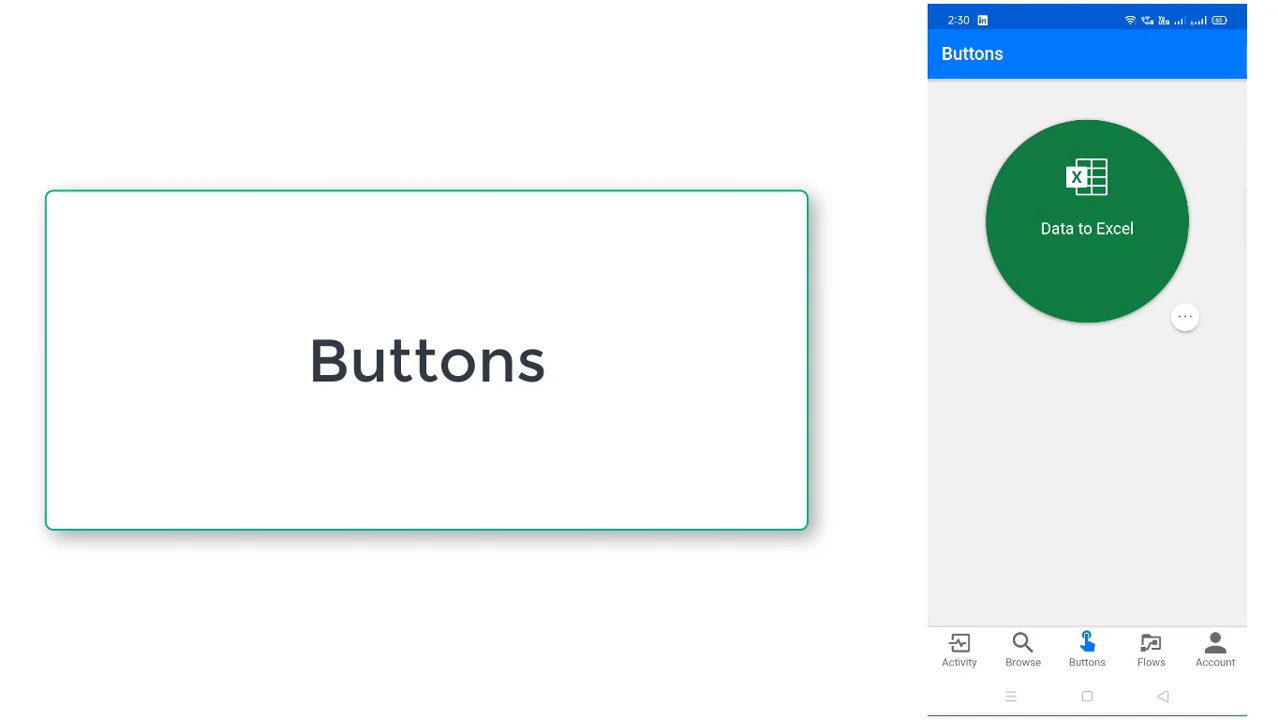 Buttons
2:30
Buttons
X
Data to Excel
Activity
Browse
Buttons
Flows
Account